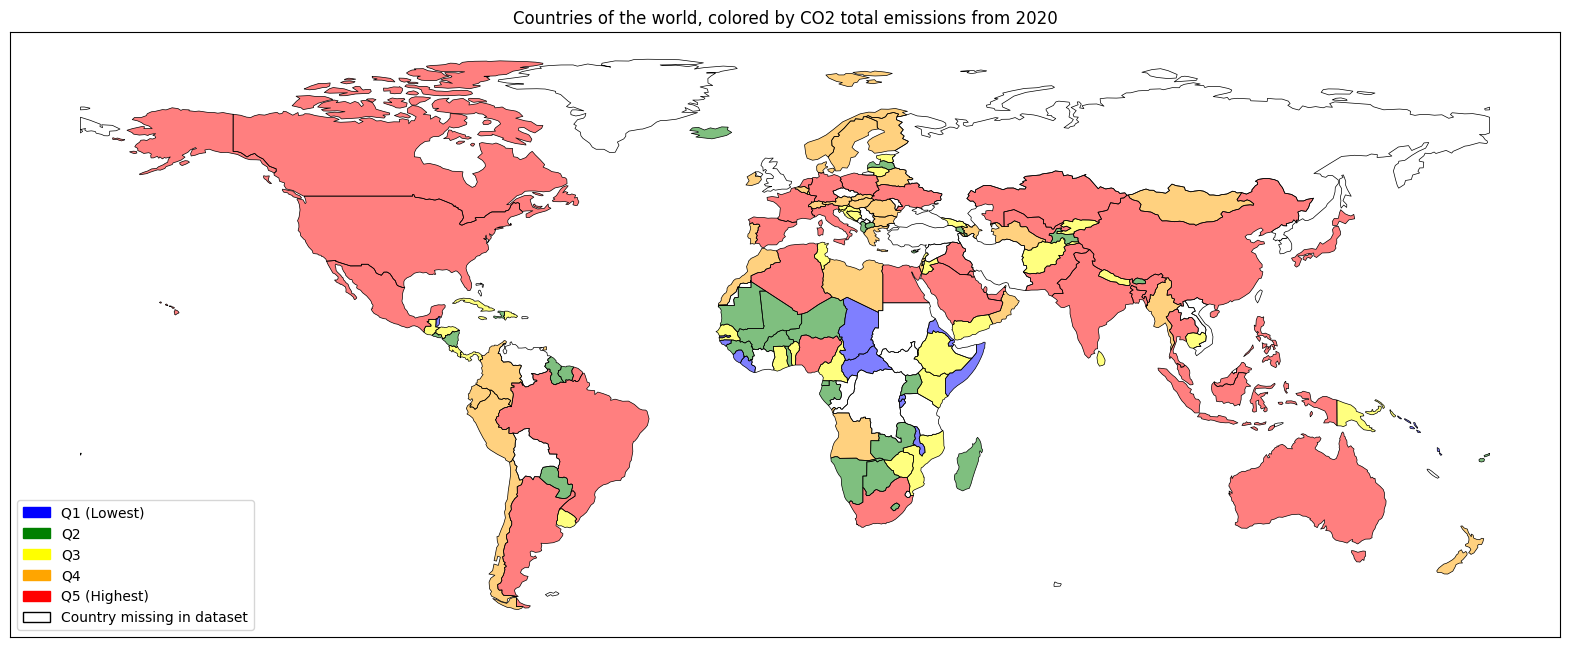 Countries of the world, colored by CO2 total emissions from 2020
Q1 (Lowest)
Q2
Q3
Q4
Q5 (Highest)
Country missing in dataset